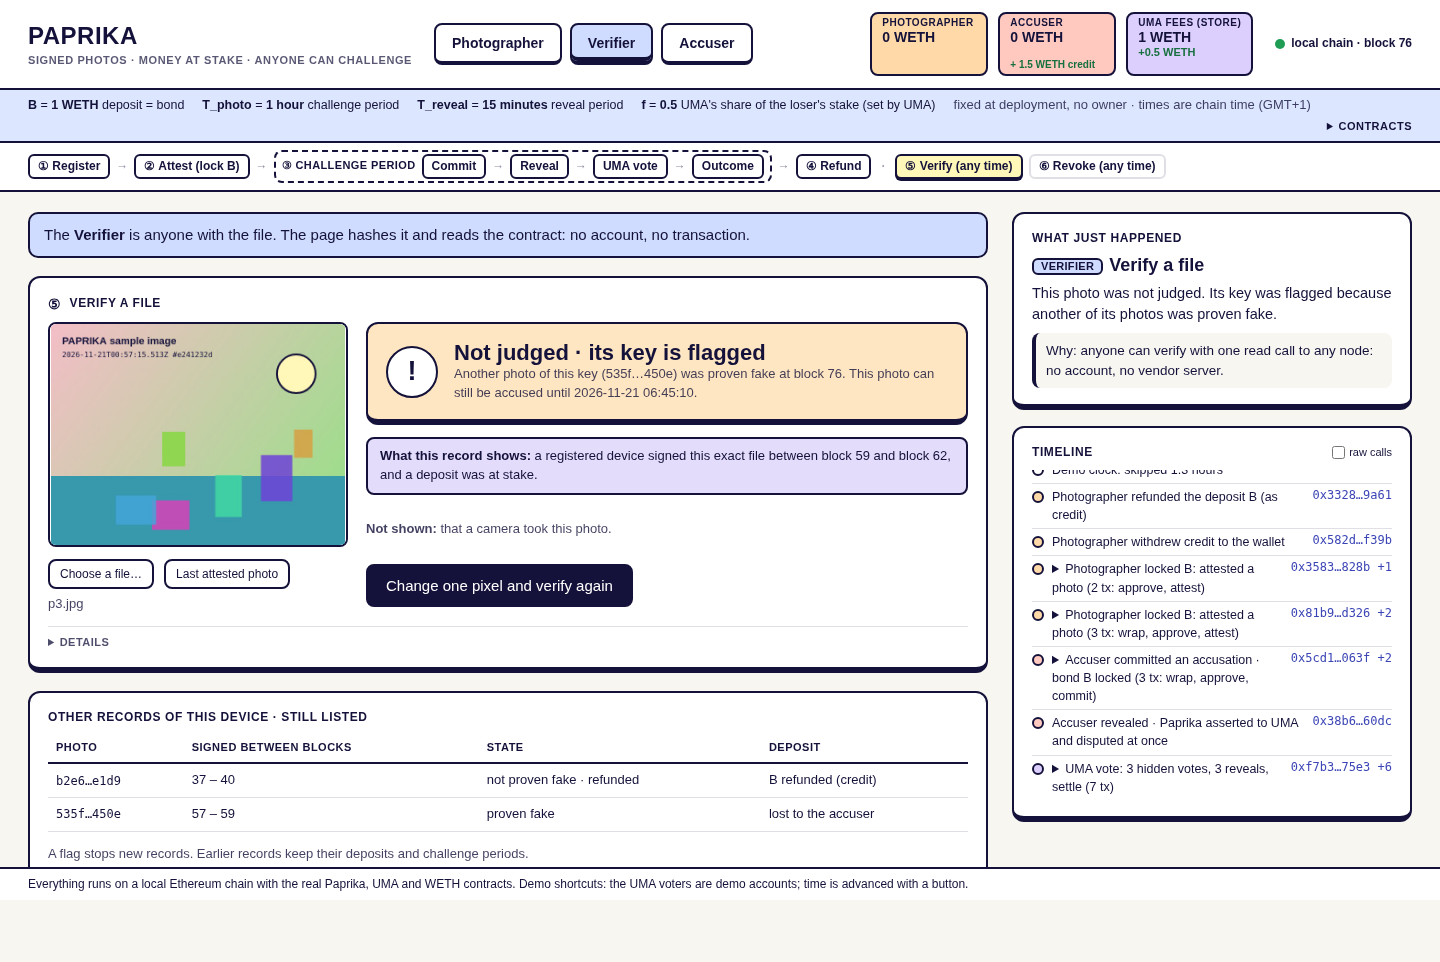 PAPRIKA
SIGNED PHOTOS · MONEY AT STAKE · ANYONE CAN CHALLENGE
Photographer
Verifier
Accuser
PHOTOGRAPHER
0 WETH
ACCUSER
0 WETH
+ 1.5 WETH credit
UMA FEES (STORE)
1 WETH
+0.5 WETH
local chain · block 76
B = 1 WETH deposit = bond T_photo = 1 hour challenge period T_reveal = 15 minutes reveal period f = 0.5 UMA's share of the loser's stake (set by UMA) fixed at deployment, no owner · times are chain time (GMT+1)
▶ CONTRACTS
① Register → ② Attest (lock B) → ③ CHALLENGE PERIOD Commit → Reveal → UMA vote → Outcome → ④ Refund · ⑤ Verify (any time) ⑥ Revoke (any time)
The Verifier is anyone with the file. The page hashes it and reads the contract: no account, no transaction.
⑤ VERIFY A FILE
PAPRIKA sample image
2026-11-21T00:57:15.513Z #e241232d
Choose a file…
Last attested photo
p3.jpg
!
Not judged · its key is flagged
Another photo of this key (535f…450e) was proven fake at block 76. This photo can
still be accused until 2026-11-21 06:45:10.
What this record shows: a registered device signed this exact file between block 59 and block 62,
and a deposit was at stake.
Not shown: that a camera took this photo.
Change one pixel and verify again
▶ DETAILS
OTHER RECORDS OF THIS DEVICE · STILL LISTED
PHOTO SIGNED BETWEEN BLOCKS STATE DEPOSIT
b2e6…e1d9 37 – 40 not proven fake · refunded B refunded (credit)
535f…450e 57 – 59 proven fake lost to the accuser
A flag stops new records. Earlier records keep their deposits and challenge periods.
WHAT JUST HAPPENED
VERIFIER Verify a file
This photo was not judged. Its key was flagged because
another of its photos was proven fake.
Why: anyone can verify with one read call to any node:
no account, no vendor server.
TIMELINE
raw calls
Demo clock: skipped 1.3 hours
Photographer refunded the deposit B (as 0x3328…9a61
credit)
Photographer withdrew credit to the wallet 0x582d…f39b
▶ Photographer locked B: attested a 0x3583…828b +1
photo (2 tx: approve, attest)
▶ Photographer locked B: attested a 0x81b9…d326 +2
photo (3 tx: wrap, approve, attest)
▶ Accuser committed an accusation · 0x5cd1…063f +2
bond B locked (3 tx: wrap, approve,
commit)
Accuser revealed · Paprika asserted to UMA 0x38b6…60dc
and disputed at once
▶ UMA vote: 3 hidden votes, 3 reveals, 0xf7b3…75e3 +6
settle (7 tx)
Everything runs on a local Ethereum chain with the real Paprika, UMA and WETH contracts. Demo shortcuts: the UMA voters are demo accounts; time is advanced with a button.